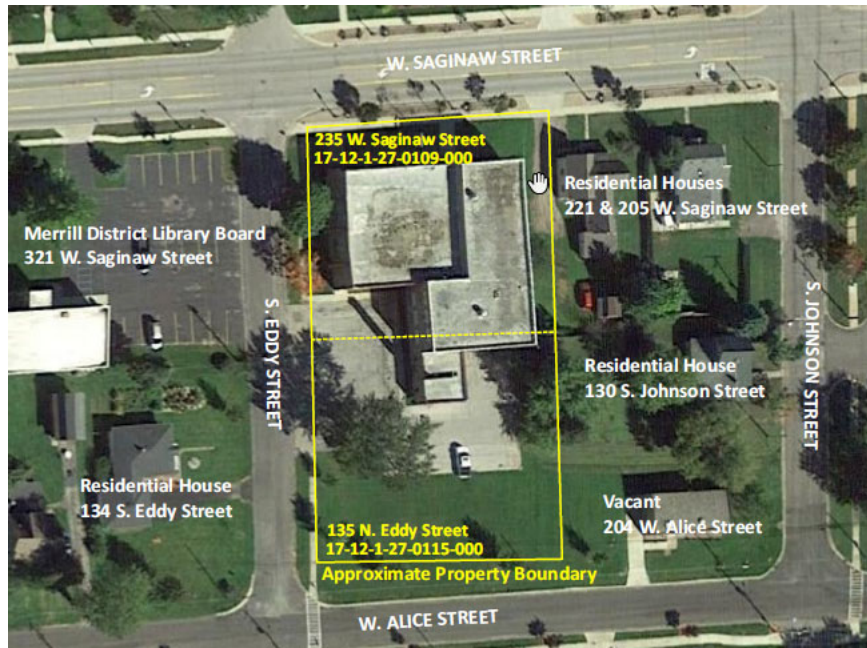 W. SAGINAW STREET
235 W. Saginaw Street
17-12-1-27-0109-000
Residential Houses
221 & 205 W. Saginaw Street
Merrill District Library Board
321 W. Saginaw Street
S. EDDY STREET
S. JOHNSON STREET
Residential House
130 S. Johnson Street
Residential House
134 S. Eddy Street
Vacant
204 W. Alice Street
135 N. Eddy Street
17-12-1-27-0115-000
Approximate Property Boundary
W. ALICE STREET